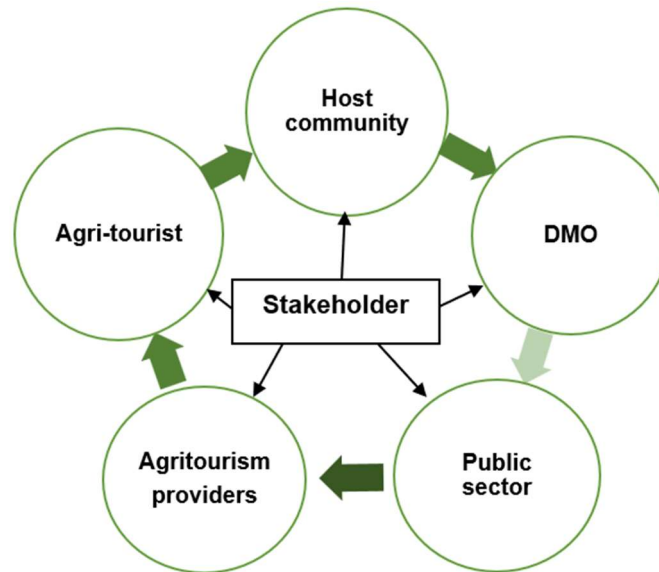 Host
community
Agri-tourist
DMO
Stakeholder
Agritourism
providers
Public
sector